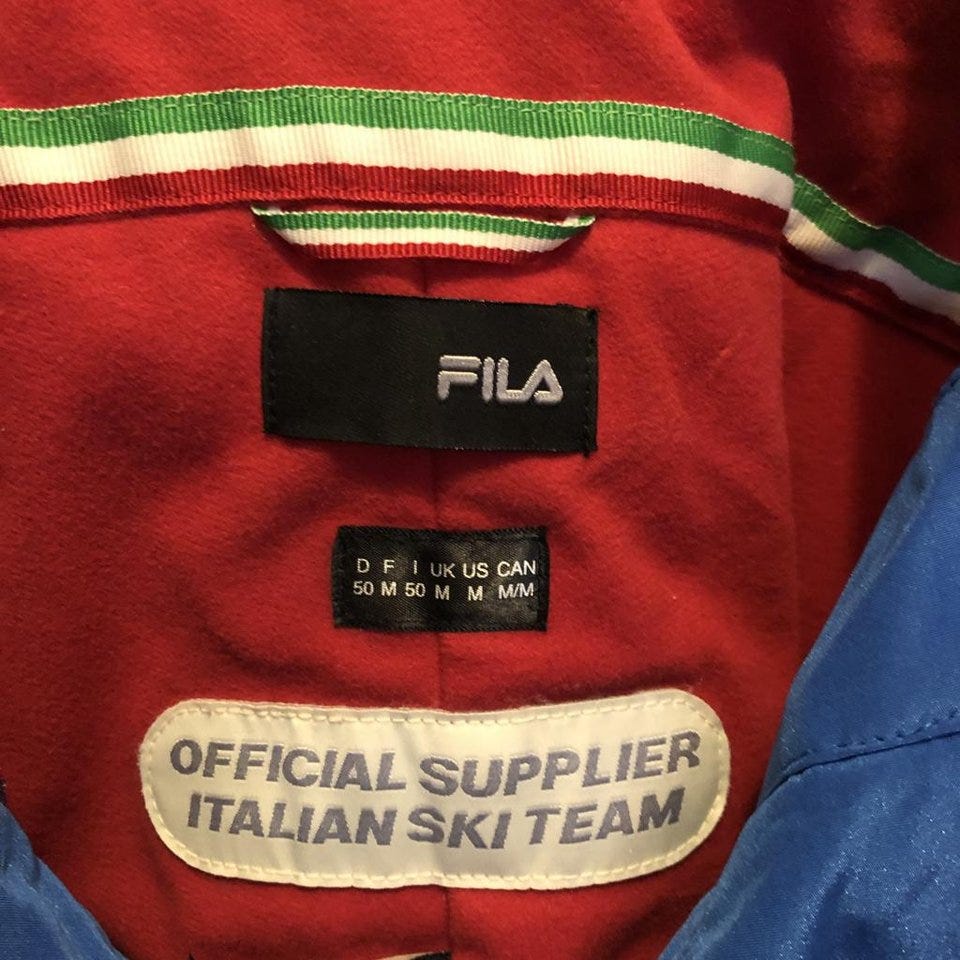 FILA
D F I UK US CAN
50 M 50 M M M/M
OFFICIAL SUPPLIER
ITALIAN SKI TEAM